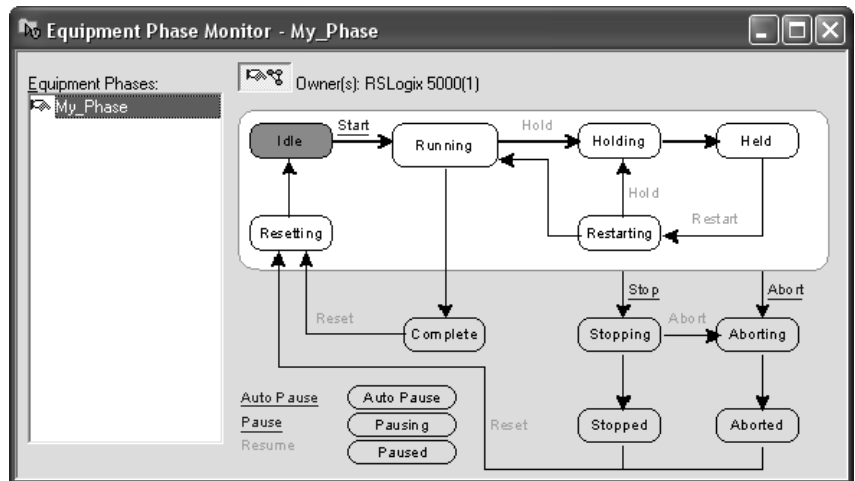 Equipment Phase Monitor - My_Phase
Equipment Phases:
My_Phase
Owner(s): RSLogix 5000(1)
Idle
Start
Running
Hold
Holding
Held
Hold
Restart
Resetting
Restarting
Stop
Abort
Reset
Complete
Stopping
Abort
Aborting
Auto Pause
Auto Pause
Pause
Pausing
Reset
Stopped
Aborted
Resume
Paused